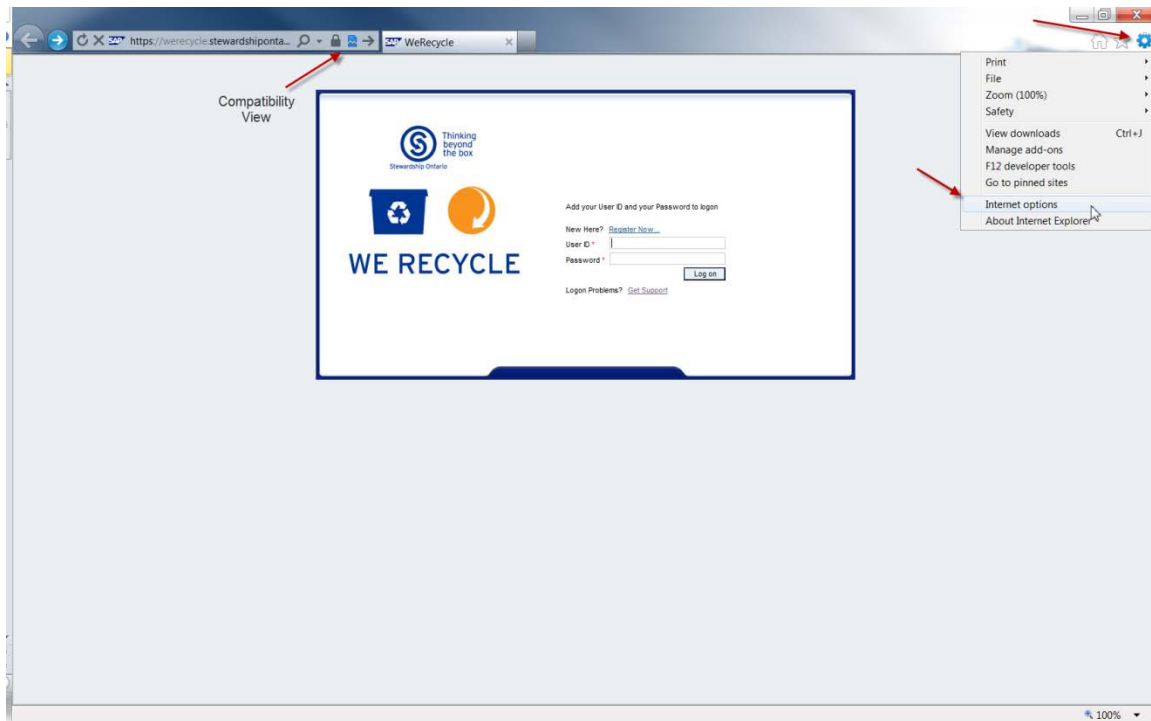 SAP https://werecycle.stewardshiponta...
SAP WeRecycle
Compatibility
View
Print
File
Zoom (100%)
Safety
View downloads Ctrl+J
Manage add-ons
F12 developer tools
Go to pinned sites
Internet options
About Internet Explorer
Thinking
beyond
the box
Stewardship Ontario
WE RECYCLE
Add your User ID and your Password to logon
New Here? Register Now...
User ID *
Password *
Log on
Logon Problems? Get Support
100%